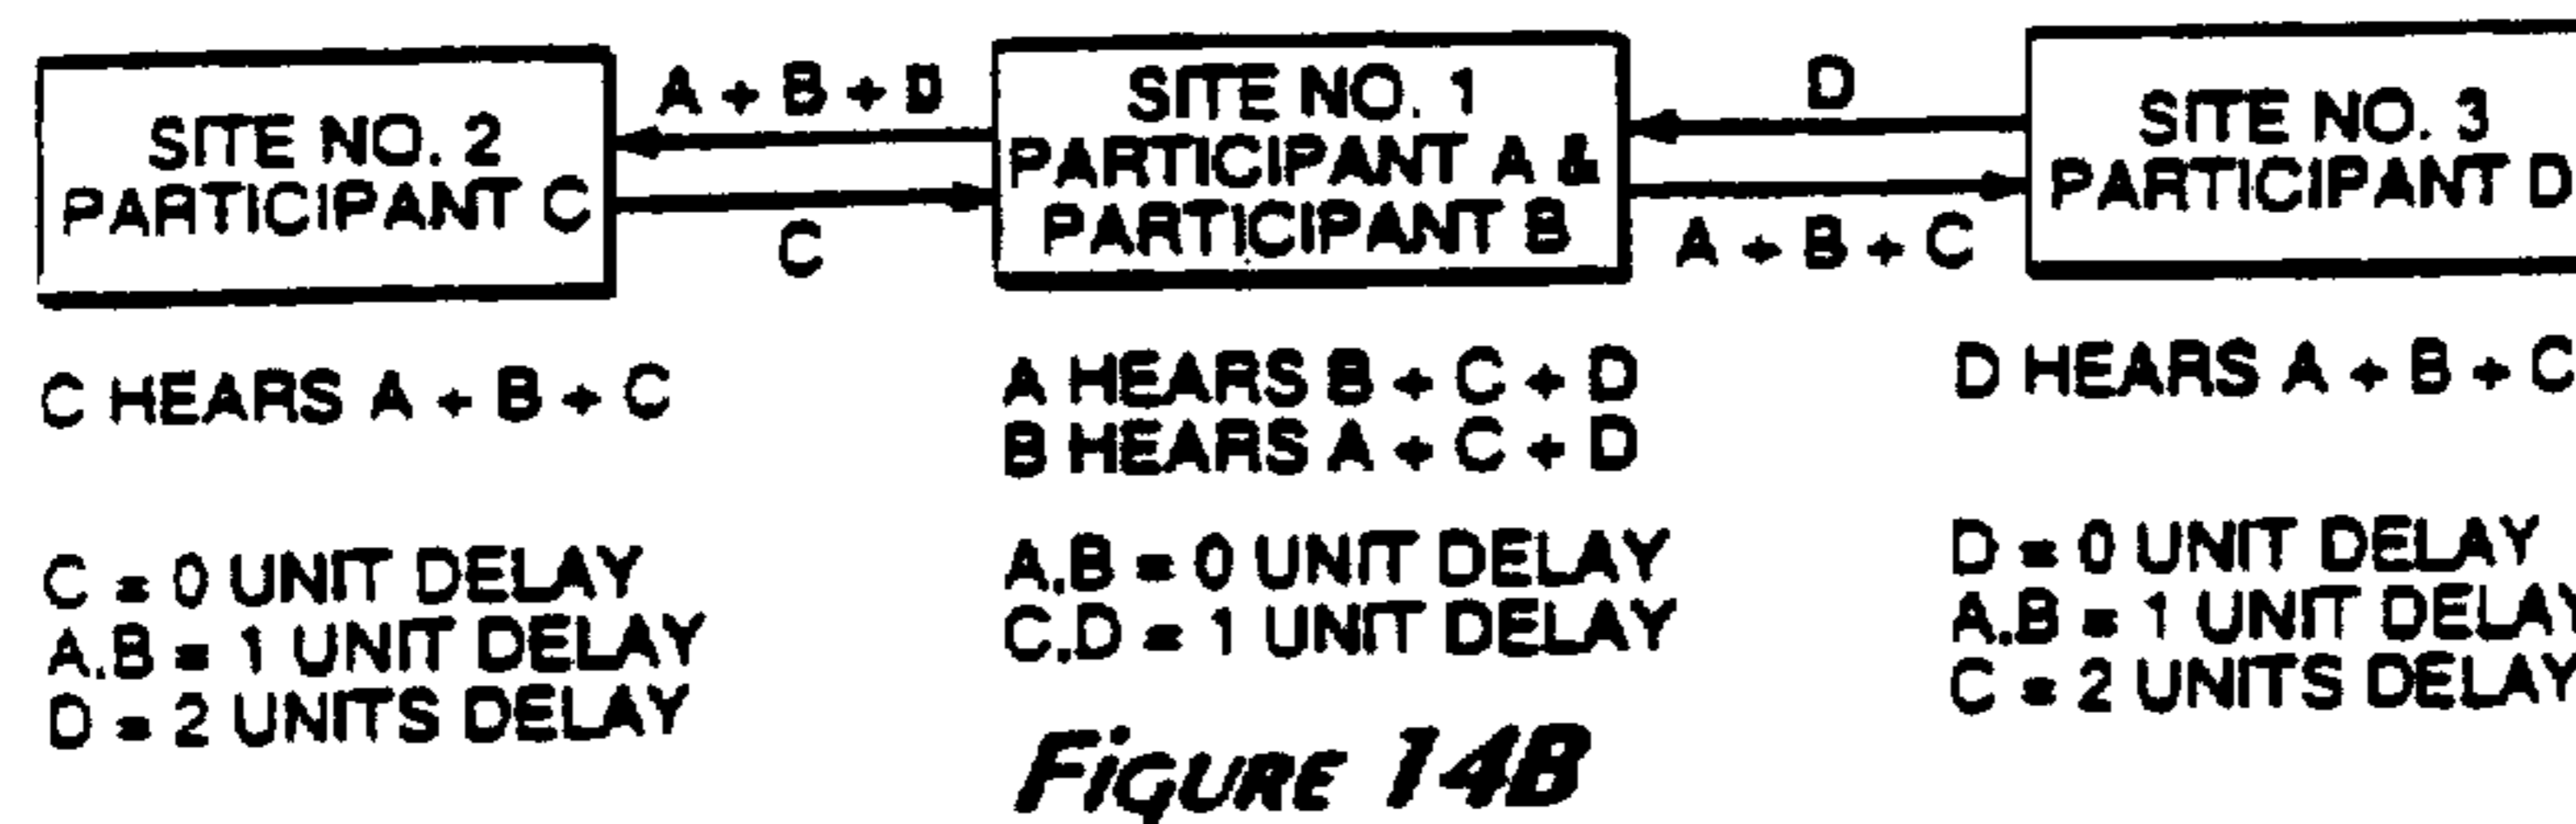 SITE NO. 2
PARTICIPANT C
A + B + D
C
SITE NO. 1
PARTICIPANT A &
PARTICIPANT B
D
A + B + C
SITE NO. 3
PARTICIPANT D
C HEARS A + B + C
A HEARS B + C + D
B HEARS A + C + D
D HEARS A + B + C
C = 0 UNIT DELAY
A.B = 1 UNIT DELAY
D = 2 UNITS DELAY
A.B = 0 UNIT DELAY
C.D = 1 UNIT DELAY
D = 0 UNIT DELAY
A.B = 1 UNIT DELAY
C = 2 UNITS DELAY
FIGURE 14B